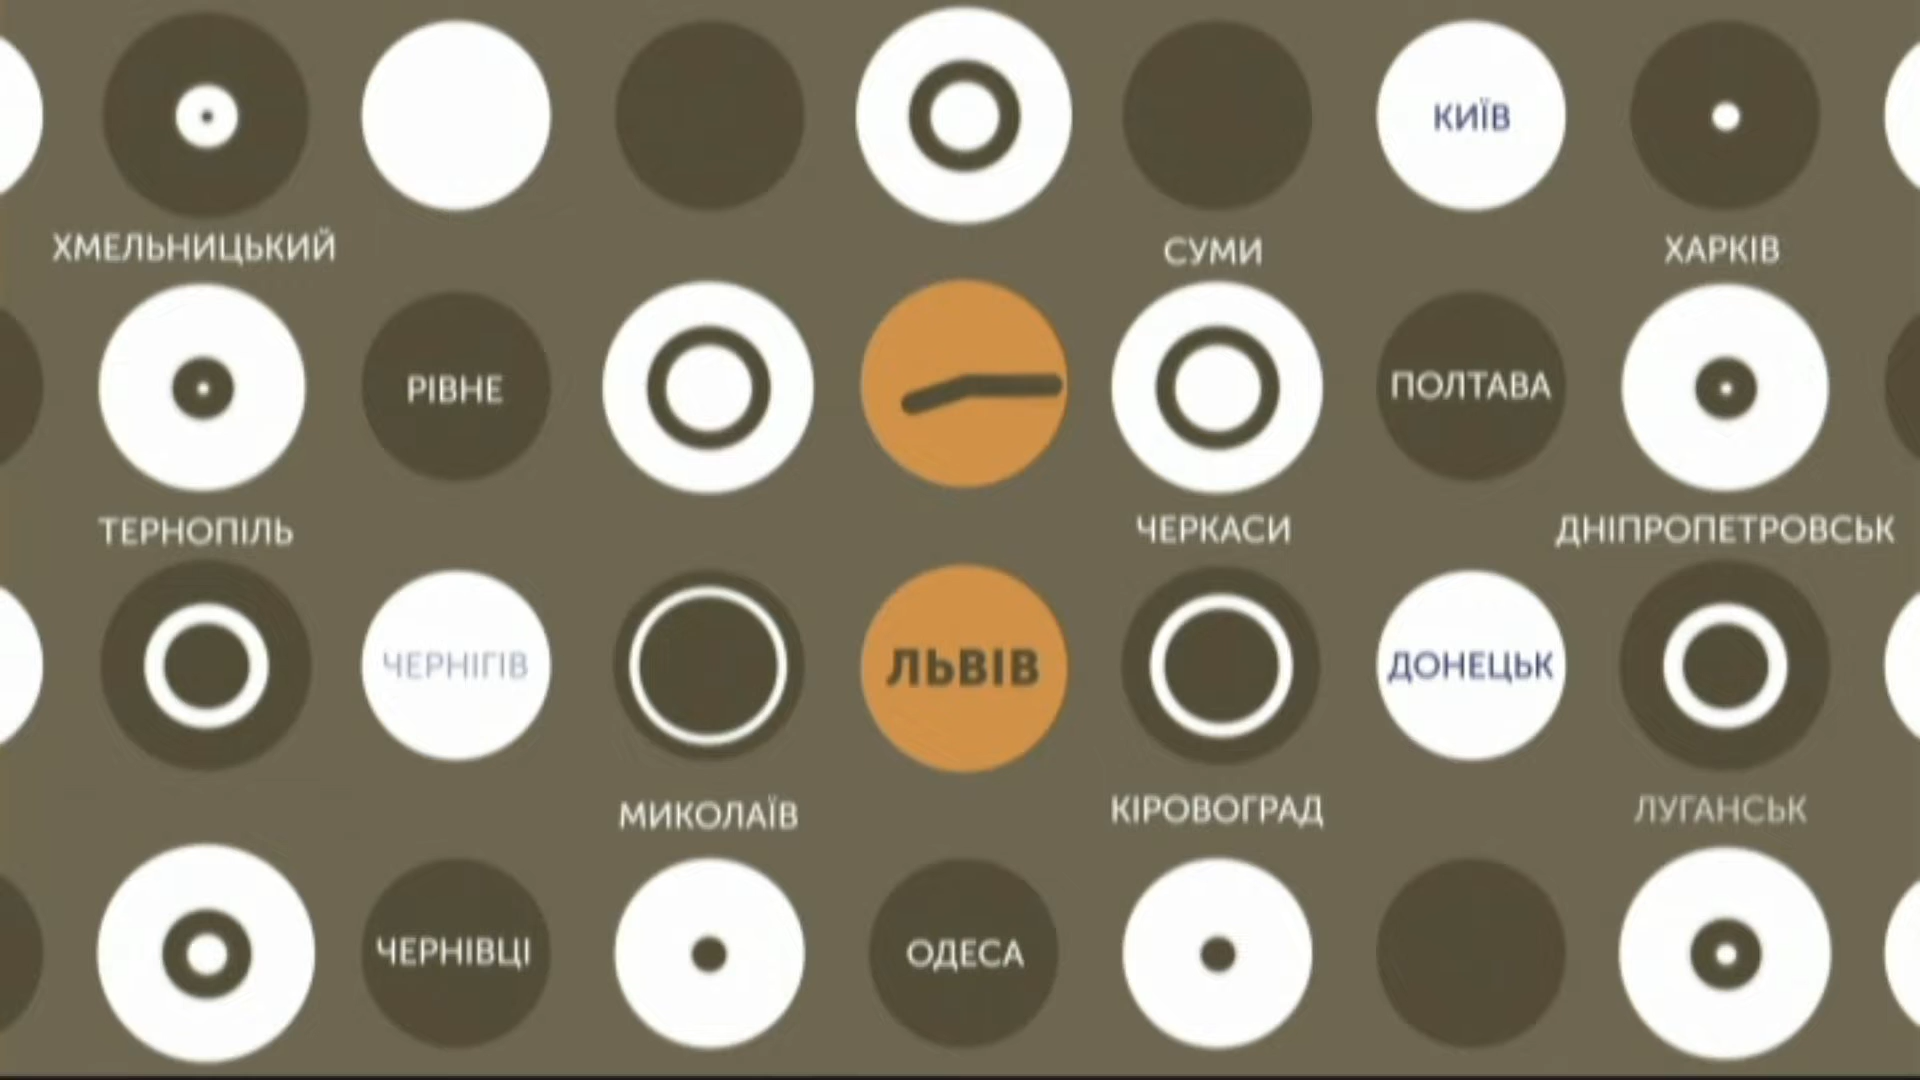 КИЇВ
ХМЕЛЬНИЦЬКИЙ
СУМИ
ХАРКІВ
РІВНЕ
ПОЛТАВА
ТЕРНОПІЛЬ
ЧЕРКАСИ
ДНІПРОПЕТРОВСЬК
ЧЕРНІГІВ
ЛЬВІВ
ДОНЕЦЬК
МИКОЛАЇВ
КІРОВОГРАД
ЛУГАНСЬК
ЧЕРНІВЦІ
ОДЕСА